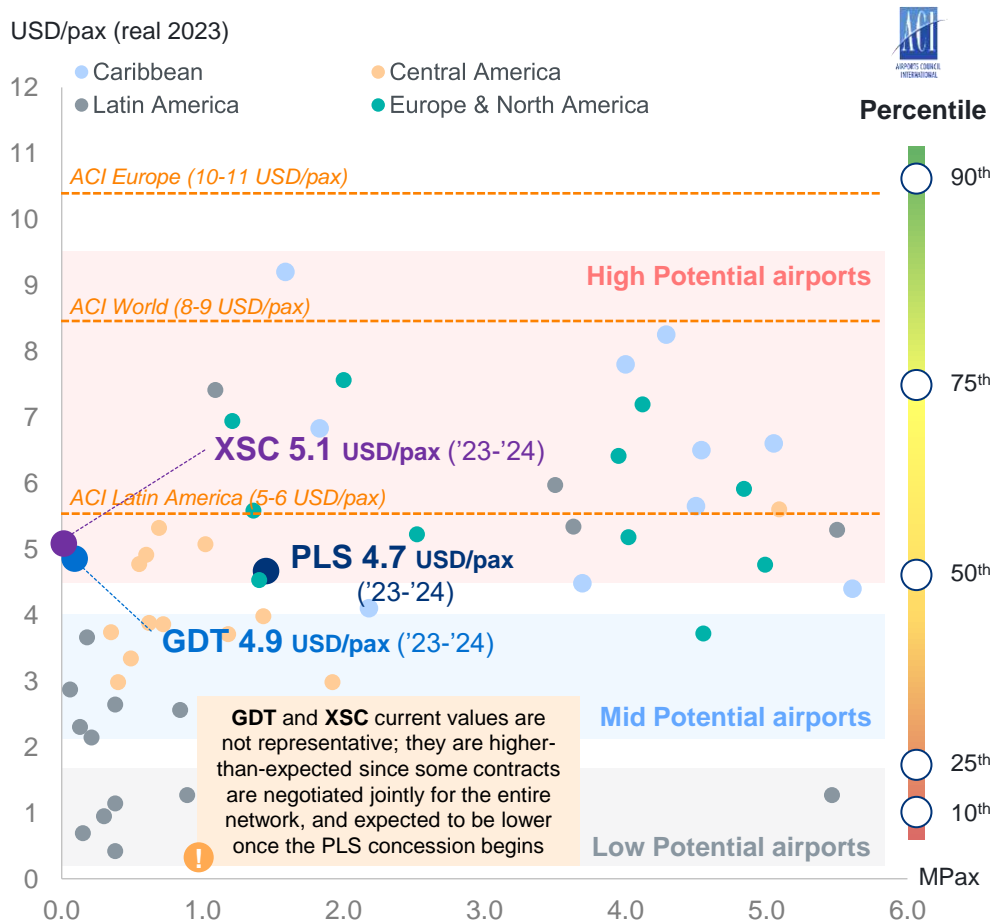 USD/pax (real 2023)
ACI
AIRPORTS COUNCIL
INTERNATIONAL
Caribbean
Central America
Latin America
Europe & North America
Percentile
12
11
10
9
8
7
6
5
4
3
2
1
0
ACI Europe (10-11 USD/pax)
High Potential airports
ACI World (8-9 USD/pax)
XSC 5.1 USD/pax ('23-'24)
ACI Latin America (5-6 USD/pax)
PLS 4.7 USD/pax
('23-'24)
GDT 4.9 USD/pax ('23-'24)
Mid Potential airports
GDT and XSC current values are
not representative; they are higher-
than-expected since some contracts
are negotiated jointly for the entire
network, and expected to be lower
once the PLS concession begins
!
Low Potential airports
90th
75th
50th
25th
10th
MPax
0.0 1.0 2.0 3.0 4.0 5.0 6.0